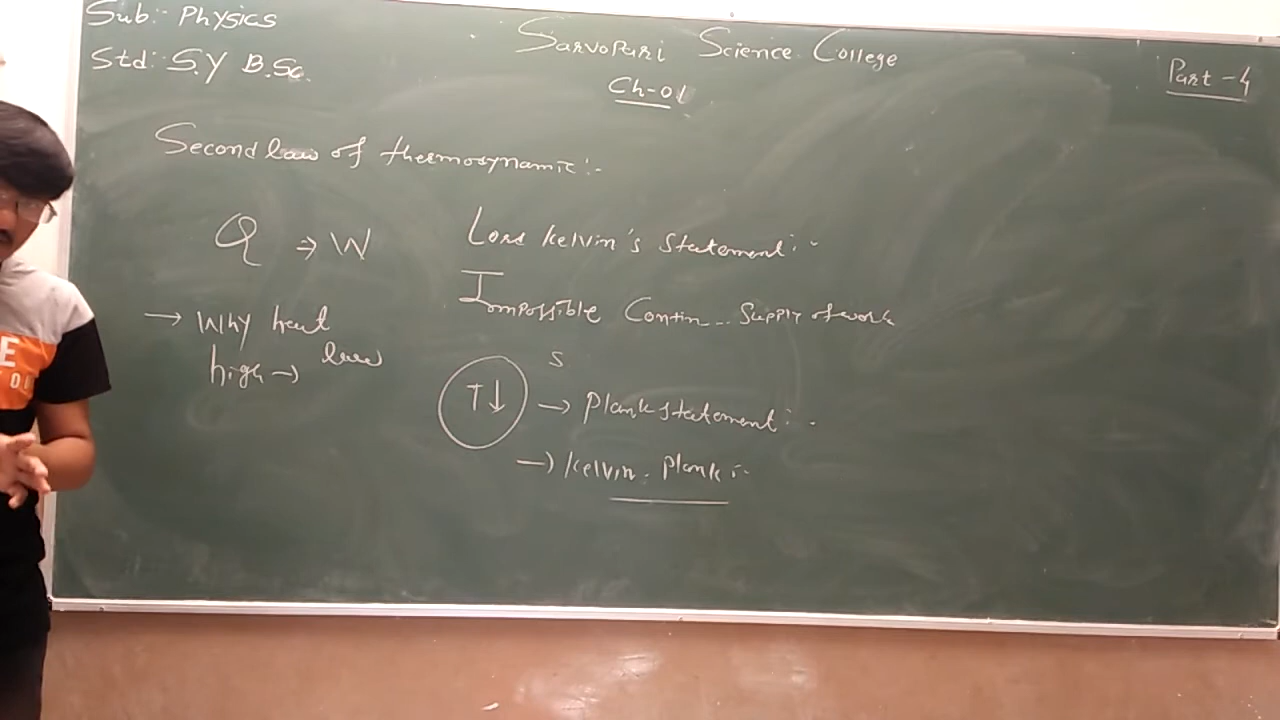 Sub:- Physics
Std:- S.Y B.Sc.
Sarvopari Science College
Ch-01
Part-4
Second law of thermodynamic:-
Q → W
→ Why heat
high →
Lord Kelvin's Statement:-
Impossible Contin... Supply of work
S
T↓
→ Plank statement:-
→ Kelvin. Plank:-
E